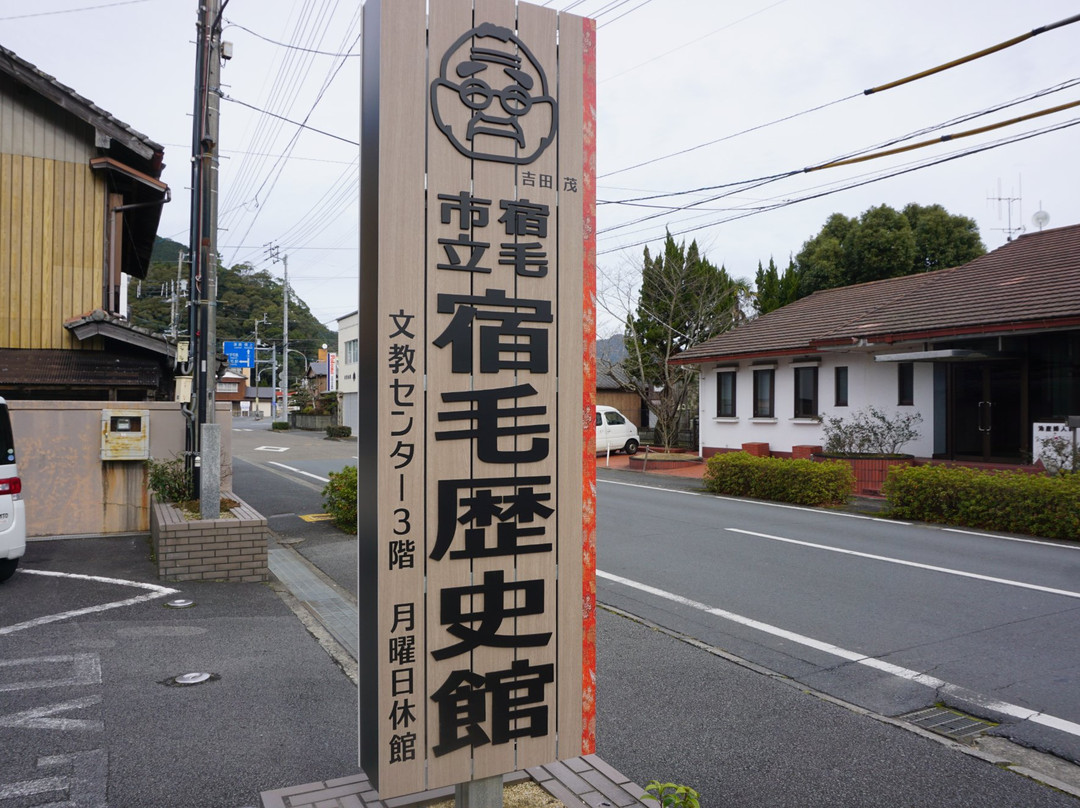 吉田 茂
宿毛
市立
宿毛歴史館
文教センター3階 月曜日休館